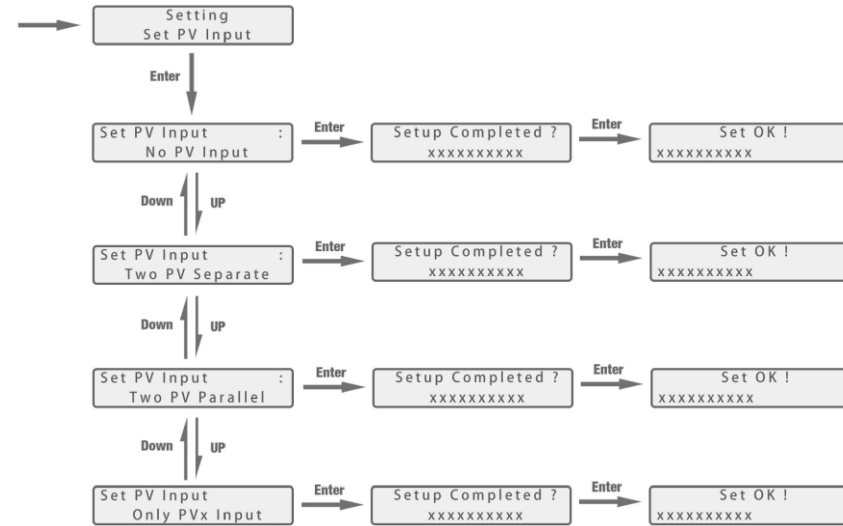 Setting
Set PV Input
Enter
Set PV Input :
No PV Input
Enter
Setup Completed ?
xxxxxxxxxx
Enter
Set OK !
xxxxxxxxxx
Down
UP
Set PV Input :
Two PV Separate
Enter
Setup Completed ?
xxxxxxxxxx
Enter
Set OK !
xxxxxxxxxx
Down
UP
Set PV Input :
Two PV Parallel
Enter
Setup Completed ?
xxxxxxxxxx
Enter
Set OK !
xxxxxxxxxx
Down
UP
Set PV Input
Only PVx Input
Enter
Setup Completed ?
xxxxxxxxxx
Enter
Set OK !
xxxxxxxxxx